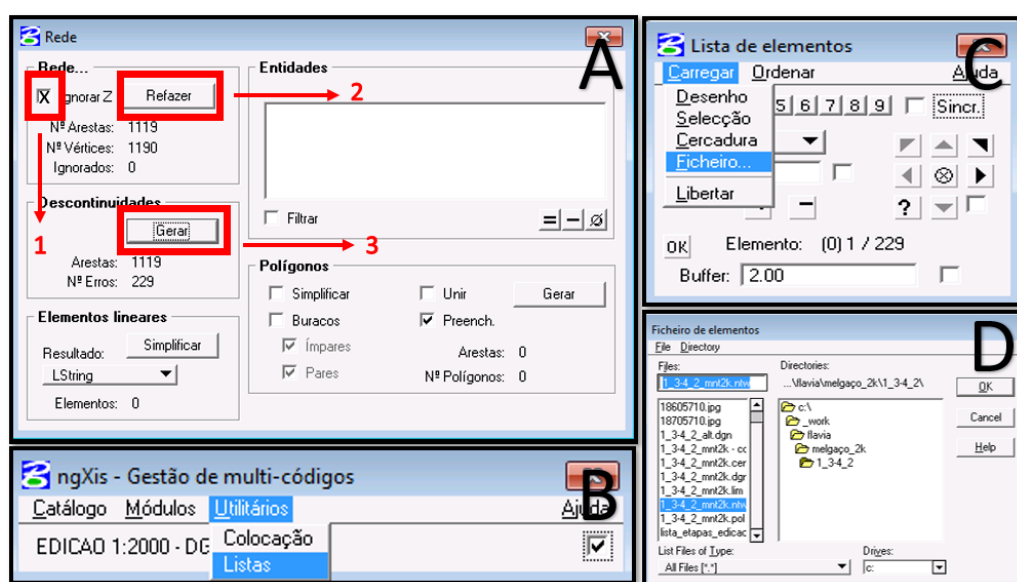 Rede
A
Rede...
Ignorar Z
Refazer
2
Nº Arestas: 1119
Nº Vértices: 1190
Ignorados: 0
Descontinuidades
Gerar
1
3
Arestas: 1119
Nº Erros: 229
Elementos lineares
Resultado:
Simplificar
LString
Elementos: 0
Entidades
Filtrar
Polígonos
Simplificar
Unir
Gerar
Buracos
Preench.
Ímpares
Arestas: 0
Pares
Nº Polígonos: 0
B
ngXis - Gestão de multi-códigos
Catálogo Módulos Utilitários Ajuda
EDICAO 1:2000 - DG
Colocação
Listas
C
Lista de elementos
Carregar Ordenar Ajuda
Desenho
5 6 7 8 9
Sincr.
Selecção
Cercadura
Ficheiro...
Libertar
?
OK
Elemento: (0) 1 / 229
Buffer: 2.00
D
Ficheiro de elementos
File Directory
Files:
1_3-4_2_mnt2k.ntw
Directories:
...\flavia\melgaço_2k\1_3-4_2\
OK
Cancel
Help
18605710.jpg
18705710.jpg
1_3-4_2_alt.dgn
1_3-4_2_mnt2k - cc
1_3-4_2_mnt2k.cer
1_3-4_2_mnt2k.dgr
1_3-4_2_mnt2k.lim
1_3-4_2_mnt2k.ntw
1_3-4_2_mnt2k.pol
lista_etapas_edicac
c:\
_work
flavia
melgaço_2k
1_3-4_2
List Files of Type:
All Files [*.*]
Drives:
c: